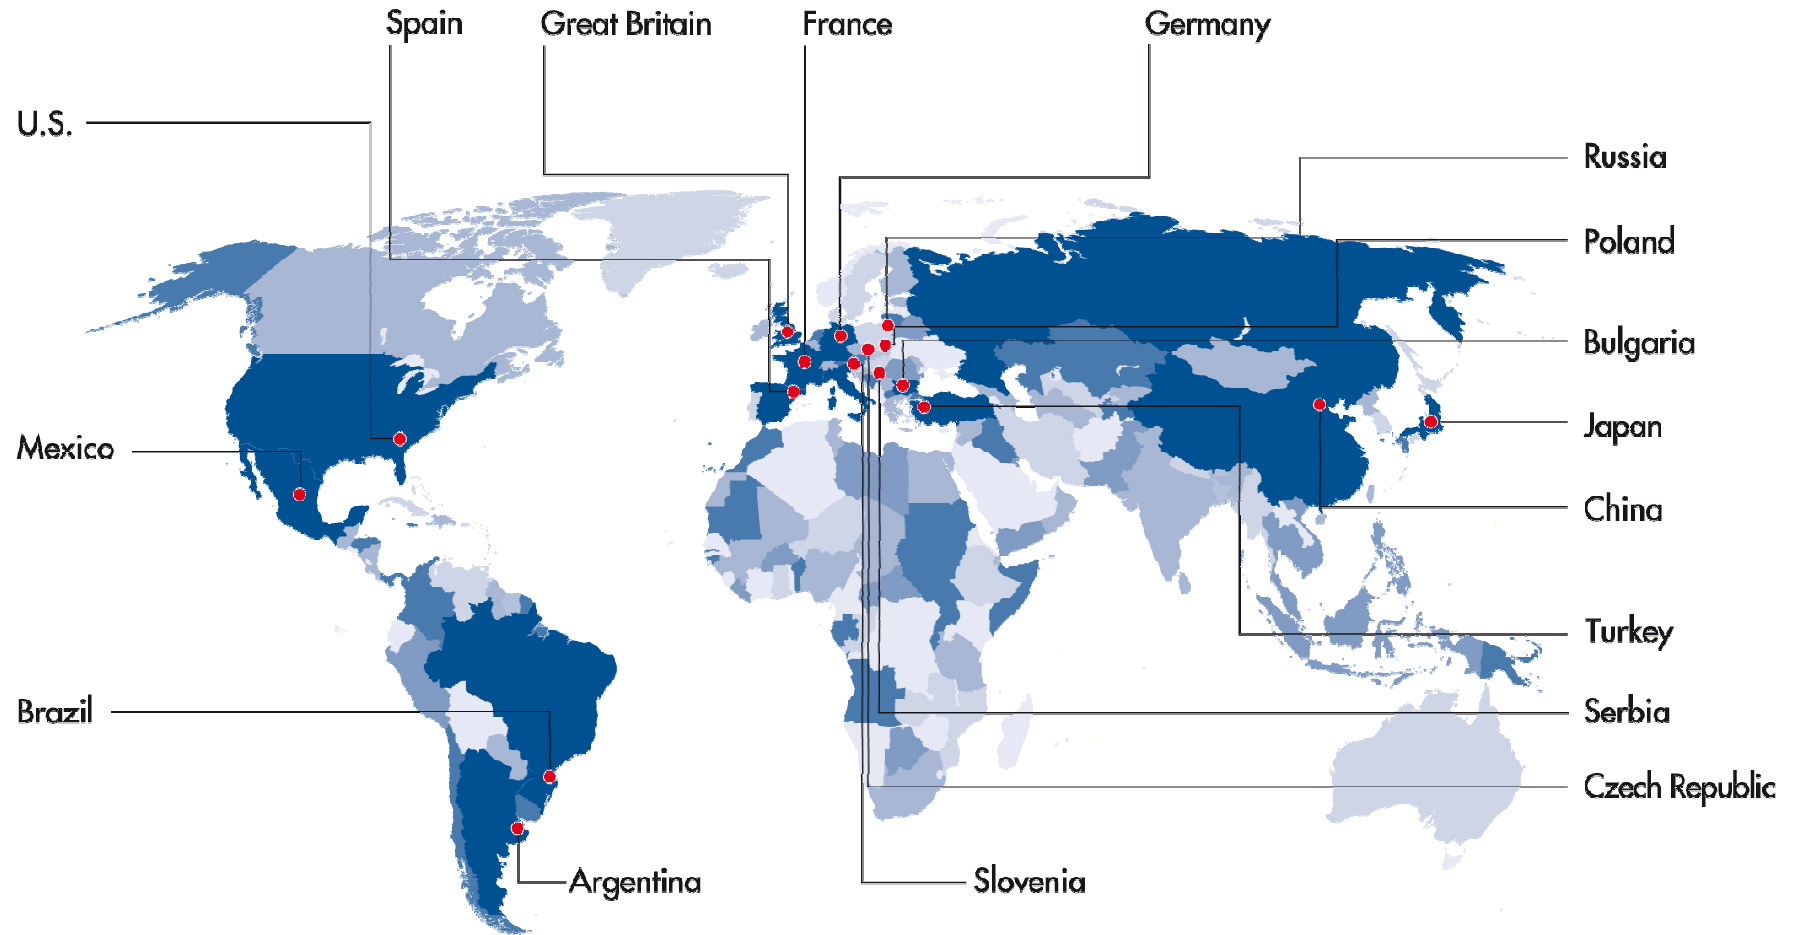 Spain
Great Britain
France
Germany
U.S.
Russia
Poland
Bulgaria
Japan
Mexico
China
Turkey
Brazil
Serbia
Czech Republic
Argentina
Slovenia